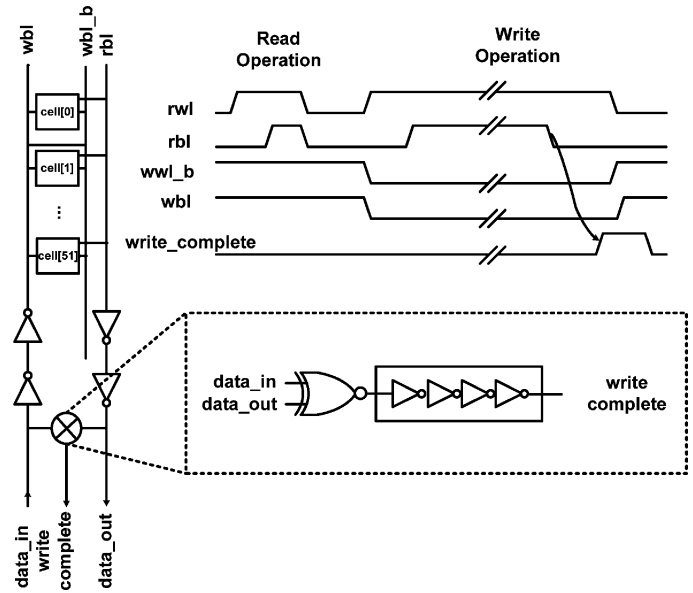 wbl
wbl_b
rbl
cell[0]
cell[1]
...
cell[51]
data_in
write
complete
data_out
Read
Operation
Write
Operation
rwl
rbl
wwl_b
wbl
write_complete
data_in
data_out
write
complete